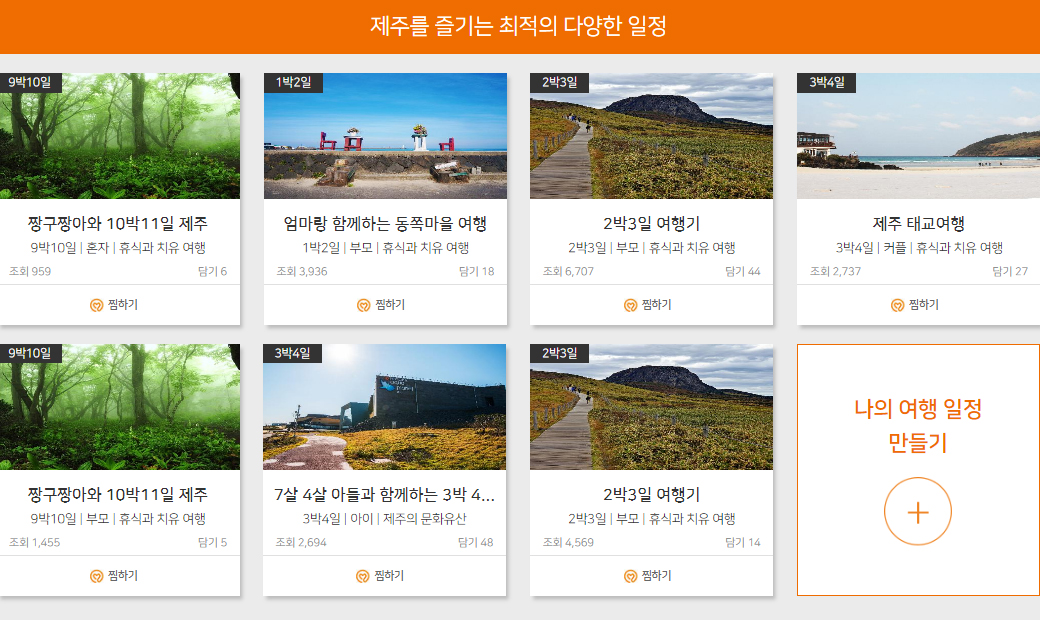 제주를 즐기는 최적의 다양한 일정
9박10일
짱구짱아와 10박11일 제주
9박10일 | 혼자 | 휴식과 치유 여행
조회 959 담기 6
찜하기
1박2일
엄마랑 함께하는 동쪽마을 여행
1박2일 | 부모 | 휴식과 치유 여행
조회 3,936 담기 18
찜하기
2박3일
2박3일 여행기
2박3일 | 부모 | 휴식과 치유 여행
조회 6,707 담기 44
찜하기
3박4일
제주 태교여행
3박4일 | 커플 | 휴식과 치유 여행
조회 2,737 담기 27
찜하기
9박10일
짱구짱아와 10박11일 제주
9박10일 | 부모 | 휴식과 치유 여행
조회 1,455 담기 5
찜하기
3박4일
7살 4살 아들과 함께하는 3박 4...
3박4일 | 아이 | 제주의 문화유산
조회 2,694 담기 48
찜하기
2박3일
2박3일 여행기
2박3일 | 부모 | 휴식과 치유 여행
조회 4,569 담기 14
찜하기
나의 여행 일정
만들기